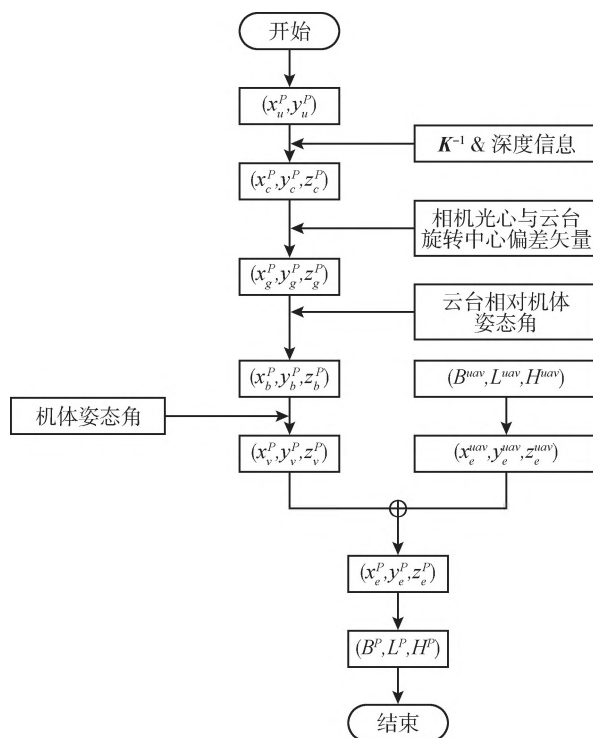 开始
(x_u^P,y_u^P)
K^{-1} & 深度信息
(x_c^P,y_c^P,z_c^P)
相机光心与云台
旋转中心偏差矢量
(x_g^P,y_g^P,z_g^P)
云台相对机体
姿态角
(x_b^P,y_b^P,z_b^P)
(B^{uav},L^{uav},H^{uav})
机体姿态角
(x_v^P,y_v^P,z_v^P)
(x_e^{uav},y_e^{uav},z_e^{uav})
(x_e^P,y_e^P,z_e^P)
(B^P,L^P,H^P)
结束